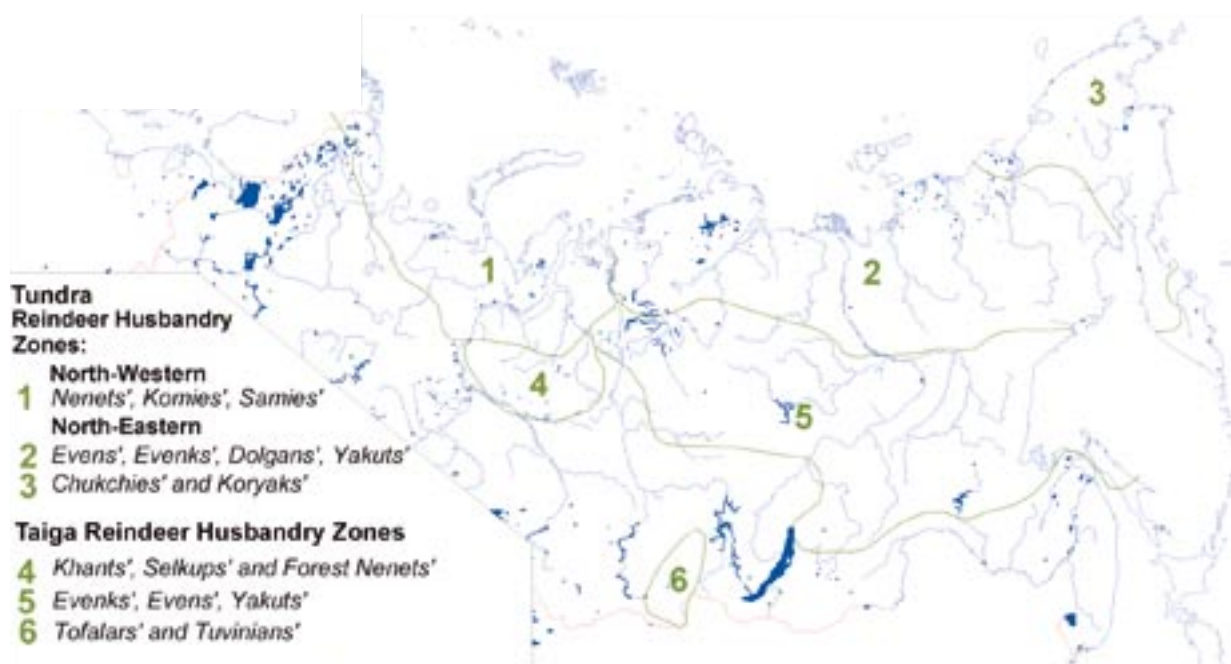 3
1
2
4
5
6
Tundra
Reindeer Husbandry
Zones:
North-Western
1 Nenets', Komies', Samies'
North-Eastern
2 Evens', Evenks', Dolgans', Yakuts'
3 Chukchies' and Koryaks'
Taiga Reindeer Husbandry Zones
4 Khants', Selkups' and Forest Nenets'
5 Evenks', Evens', Yakuts'
6 Tofalars' and Tuvinians'